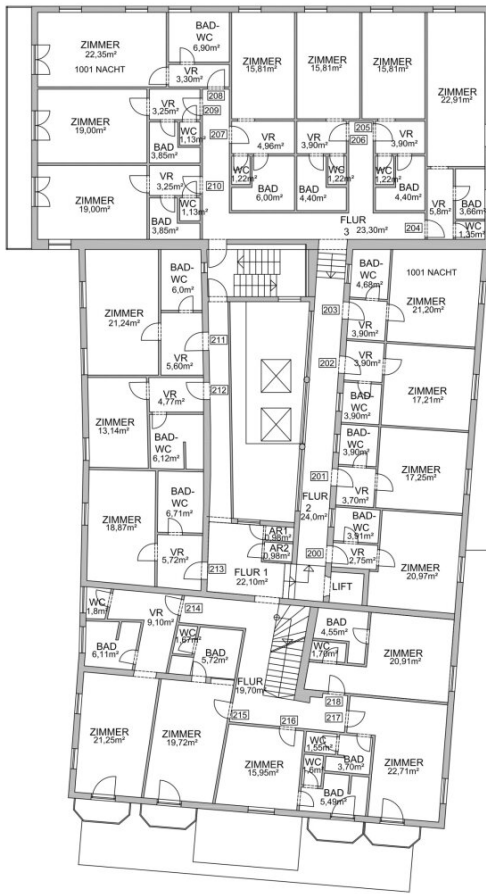 ZIMMER
22,35m²
1001 NACHT
BAD-
WC
6,90m²
VR
3,30m²
ZIMMER
15,81m²
ZIMMER
15,81m²
ZIMMER
15,81m²
ZIMMER
22,91m²
208
209
207
ZIMMER
19,00m²
VR
3,25m²
WC
1,13m²
BAD
3,85m²
VR
4,96m²
VR
3,90m²
205
206
VR
3,90m²
WC
1,22m²
BAD
6,00m²
WC
1,22m²
BAD
4,40m²
WC
1,22m²
BAD
4,40m²
ZIMMER
19,00m²
VR
3,25m²
210
WC
1,13m²
BAD
3,85m²
VR
5,8m²
BAD
3,66m²
WC
1,35m²
FLUR
3 23,30m²
204
ZIMMER
21,24m²
BAD-
WC
6,0m²
VR
5,60m²
211
BAD-
WC
4,68m²
1001 NACHT
ZIMMER
21,20m²
203
VR
3,90m²
202
VR
3,90m²
ZIMMER
17,21m²
BAD-
WC
3,90m²
ZIMMER
13,14m²
VR
4,77m²
212
BAD-
WC
6,12m²
BAD-
WC
3,90m²
ZIMMER
17,25m²
201
VR
3,70m²
ZIMMER
18,87m²
BAD-
WC
6,71m²
VR
5,72m²
213
FLUR
2
24,0m²
BAD-
WC
3,91m²
AR1
0,98m²
AR2
0,98m²
200
VR
2,75m²
ZIMMER
20,97m²
FLUR 1
22,10m²
LIFT
WC
1,8m²
VR
9,10m²
214
BAD
6,11m²
WC
1,67m²
BAD
5,72m²
BAD
4,55m²
WC
1,76m²
ZIMMER
20,91m²
FLUR
19,70m²
ZIMMER
21,25m²
ZIMMER
19,72m²
215
216
218
217
ZIMMER
15,95m²
WC
1,55m²
BAD
3,70m²
WC
BAD
5,49m²
ZIMMER
22,71m²